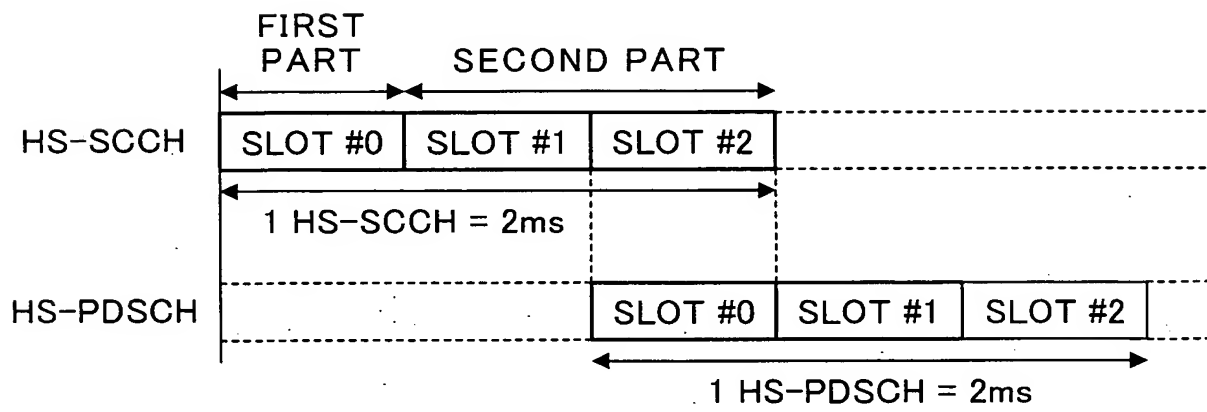 FIRST
PART
SECOND PART
HS-SCCH
SLOT #0
SLOT #1
SLOT #2
1 HS-SCCH = 2ms
HS-PDSCH
SLOT #0
SLOT #1
SLOT #2
1 HS-PDSCH = 2ms